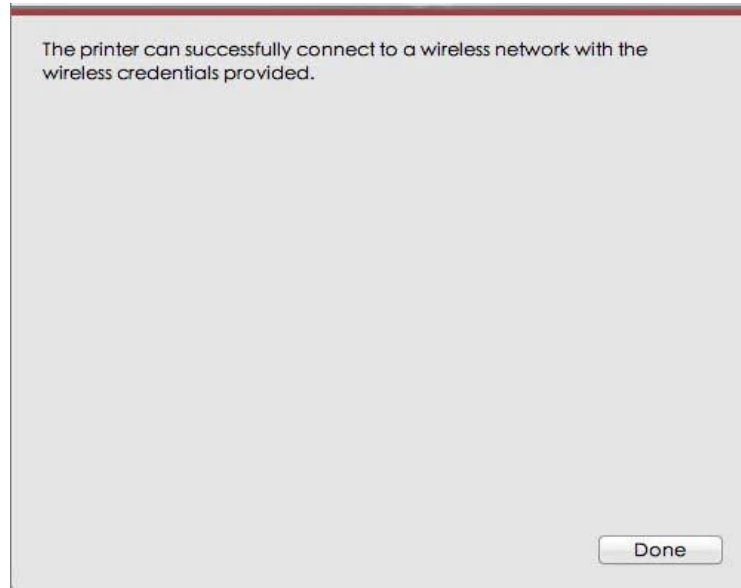 The printer can successfully connect to a wireless network with the
wireless credentials provided.
Done